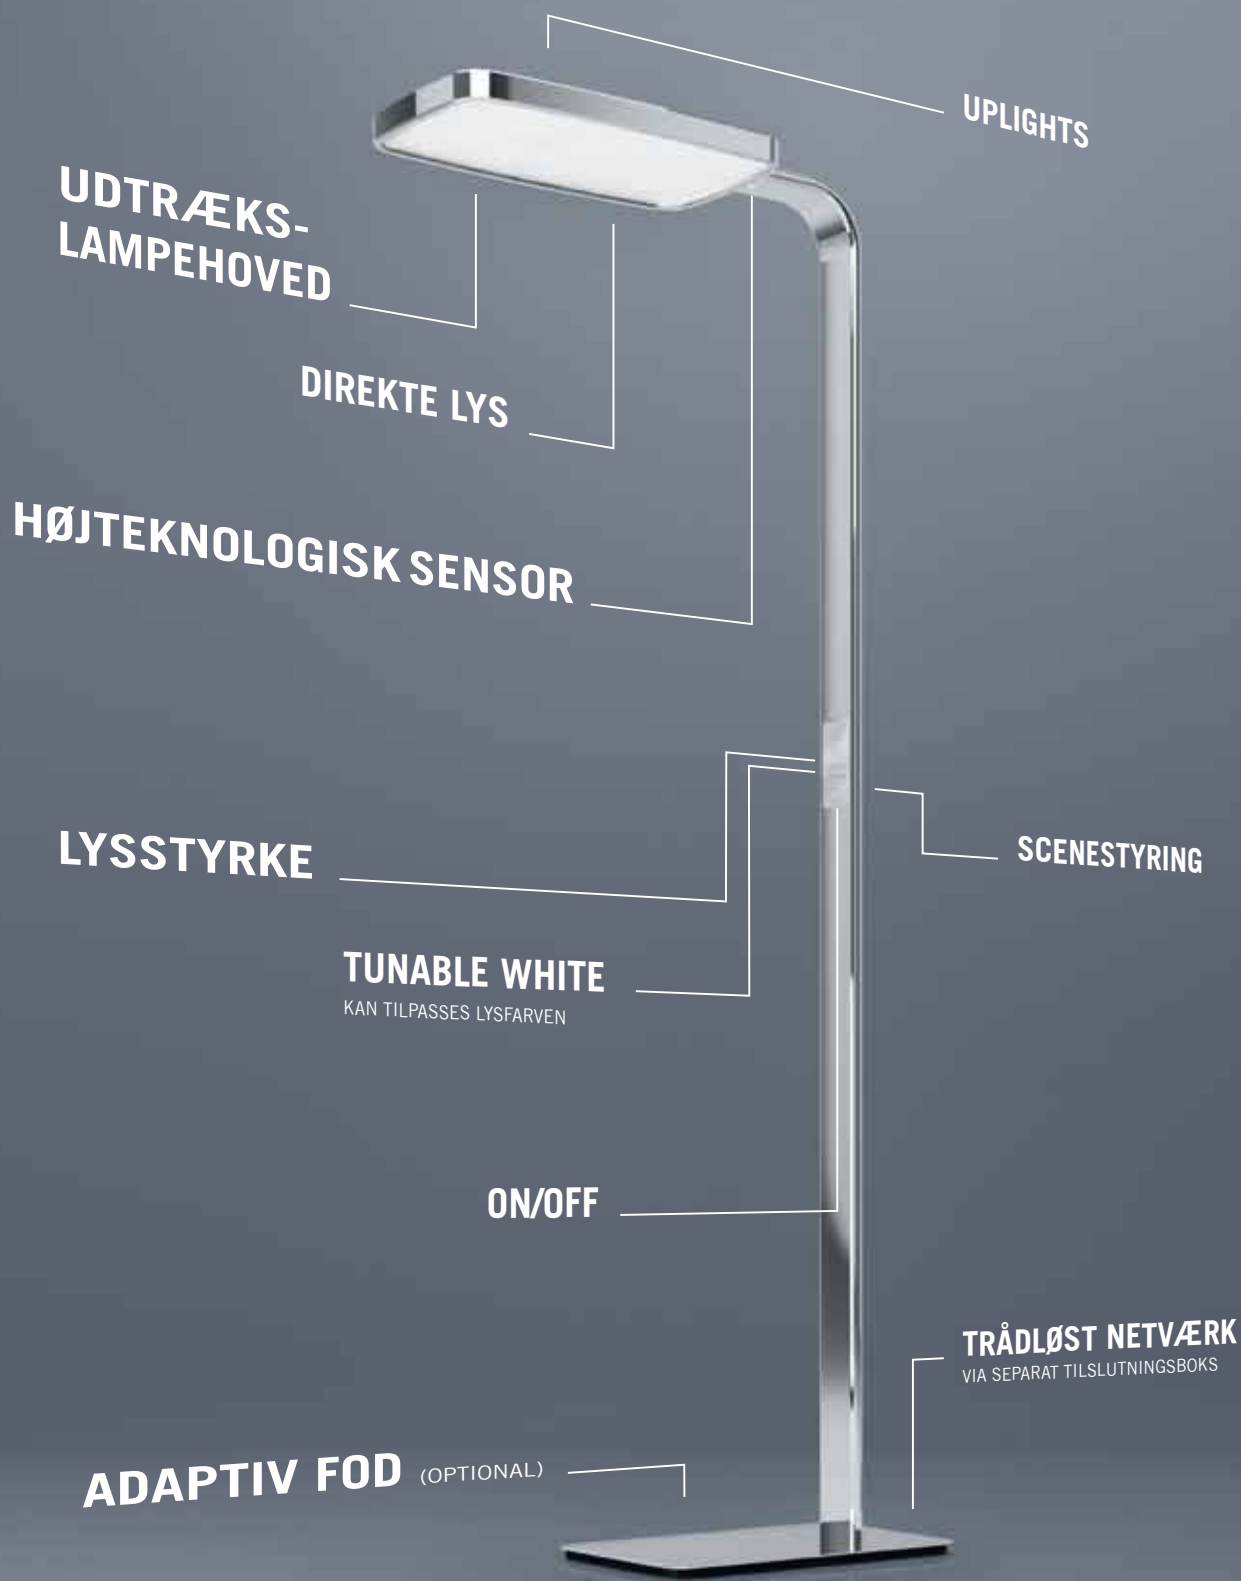 UPLIGHTS
UDTRÆKS-
LAMPEHOVED
DIREKTE LYS
HØJTEKNOLOGISK SENSOR
LYSSTYRKE
SCENESTYRING
TUNABLE WHITE
KAN TILPASSES LYSFARVEN
ON/OFF
TRÅDLØST NETVÆRK
VIA SEPARAT TILSLUTNINGSBOKS
ADAPTIV FOD (OPTIONAL)